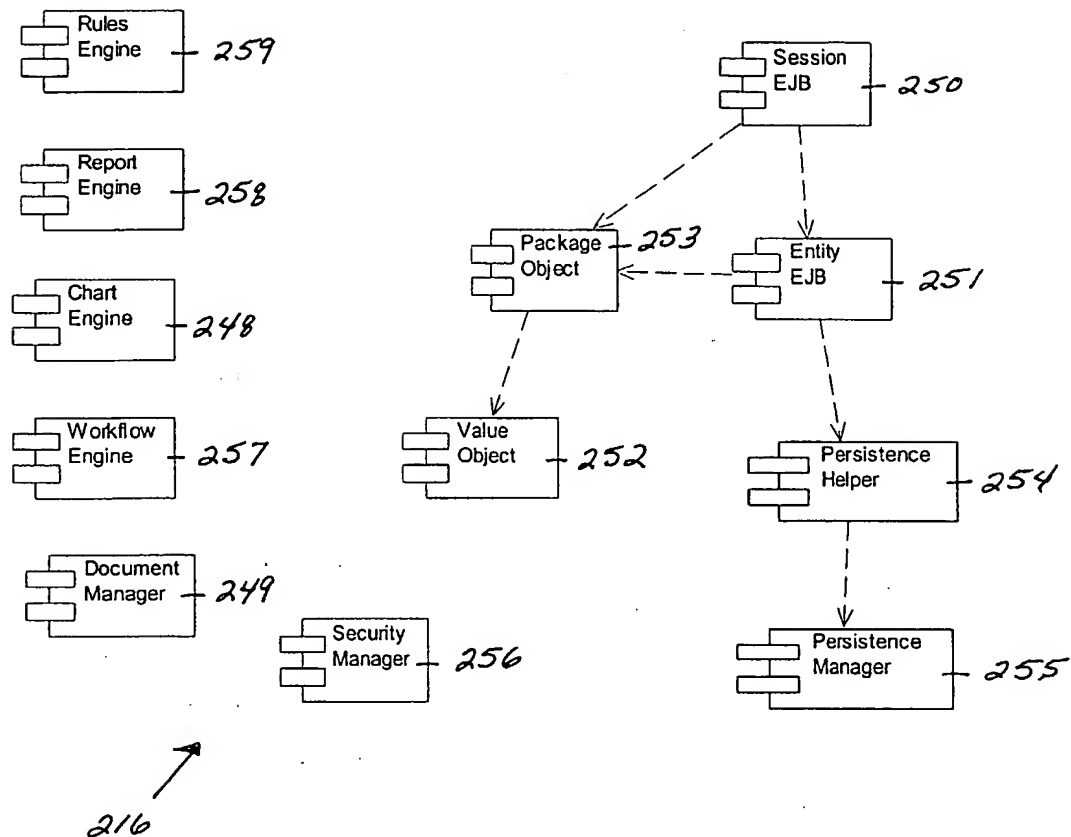 Rules
Engine
259
Session
EJB
250
Report
Engine
258
Package
Object
253
Entity
EJB
251
Chart
Engine
248
Workflow
Engine
257
Value
Object
252
Persistence
Helper
254
Document
Manager
249
Security
Manager
256
Persistence
Manager
255
216